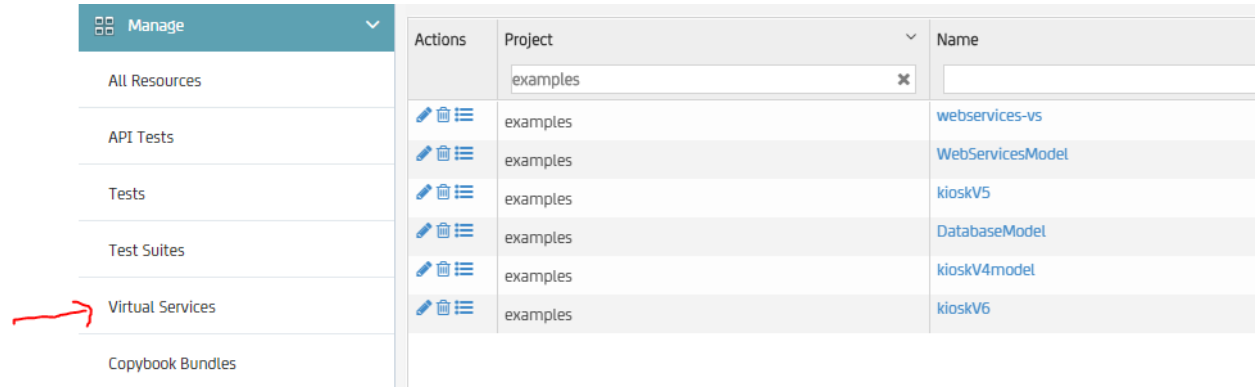 Manage
All Resources
API Tests
Tests
Test Suites
Virtual Services
Copybook Bundles
Actions Project Name
examples
examples webservices-vs
examples WebServicesModel
examples kioskV5
examples DatabaseModel
examples kioskV4model
examples kioskV6